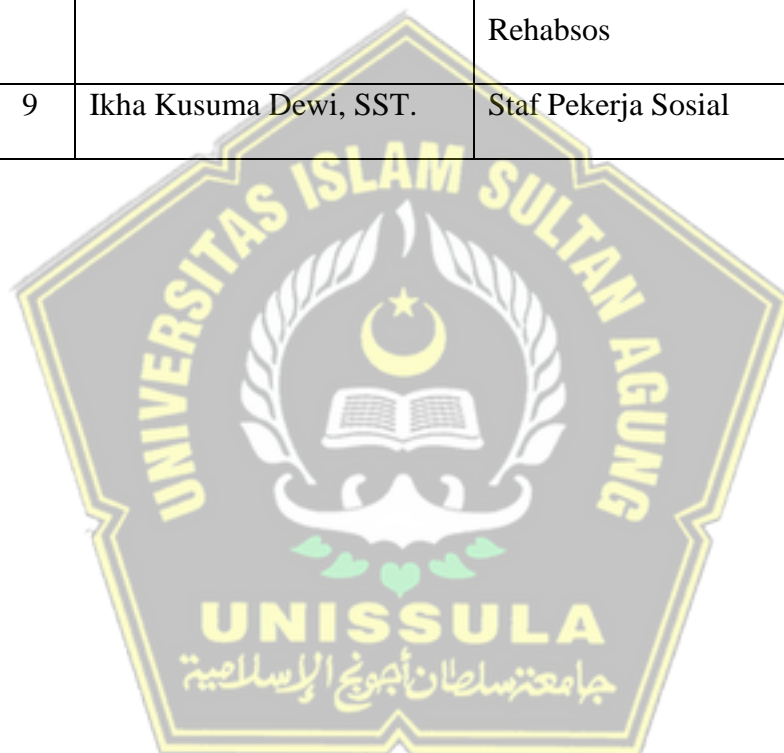 Rehabsos
9 Ikha Kusuma Dewi, SST. Staf Pekerja Sosial
UNIVERSITAS ISLAM SULTAN AGUNG
UNISSULA
جامعة سلطان أجونج الإسلامية